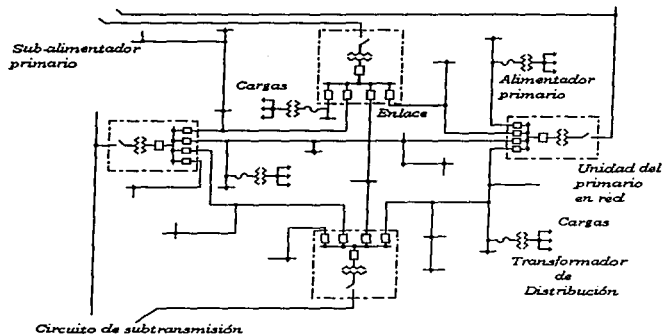 Sub-alimentador
primario
Cargas
Enlace
Alimentador
primario
Unidad del
primario
en red
Cargas
Transformador
de
Distribución
Circuito de subtransmisión